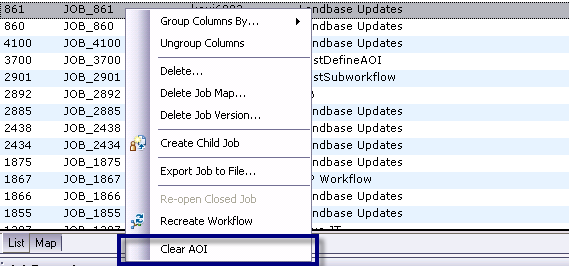 861 JOB_861 Landbase Updates
860 JOB_860 Group Columns By... ndbase Updates
4100 JOB_4100 Ungroup Columns ndbase Updates
3700 JOB_3700 Delete... stDefineAOI
2901 JOB_2901 stSubworkflow
2892 JOB_2892 Delete Job Map...
2885 JOB_2885 Delete Job Version... ndbase Updates
2438 JOB_2438 ndbase Updates
2434 JOB_2434 Create Child Job ndbase Updates
1875 JOB_1875 Export Job to File... ndbase Updates
1867 JOB_1867 P Workflow
1866 JOB_1866 Re-open Closed Job ndbase Updates
1855 JOB_1855 Recreate Workflow ndbase Updates
List Map Clear AOI